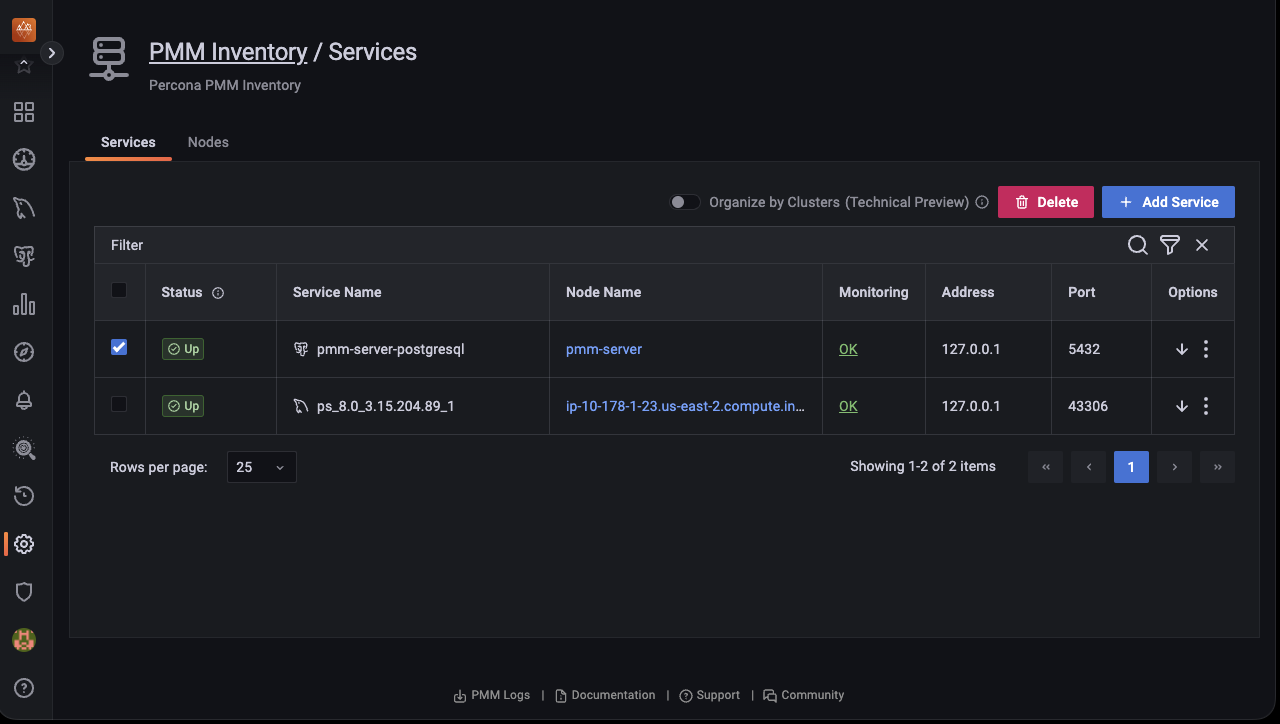 PMM Inventory / Services
Percona PMM Inventory
Services Nodes
Organize by Clusters (Technical Preview) Delete + Add Service
Filter
Status Service Name Node Name Monitoring Address Port Options
Up pmm-server-postgresql pmm-server OK 127.0.0.1 5432
Up ps_8.0_3.15.204.89_1 ip-10-178-1-23.us-east-2.compute.in... OK 127.0.0.1 43306
Rows per page: 25 Showing 1-2 of 2 items « ‹ 1 › »
PMM Logs | Documentation | Support | Community